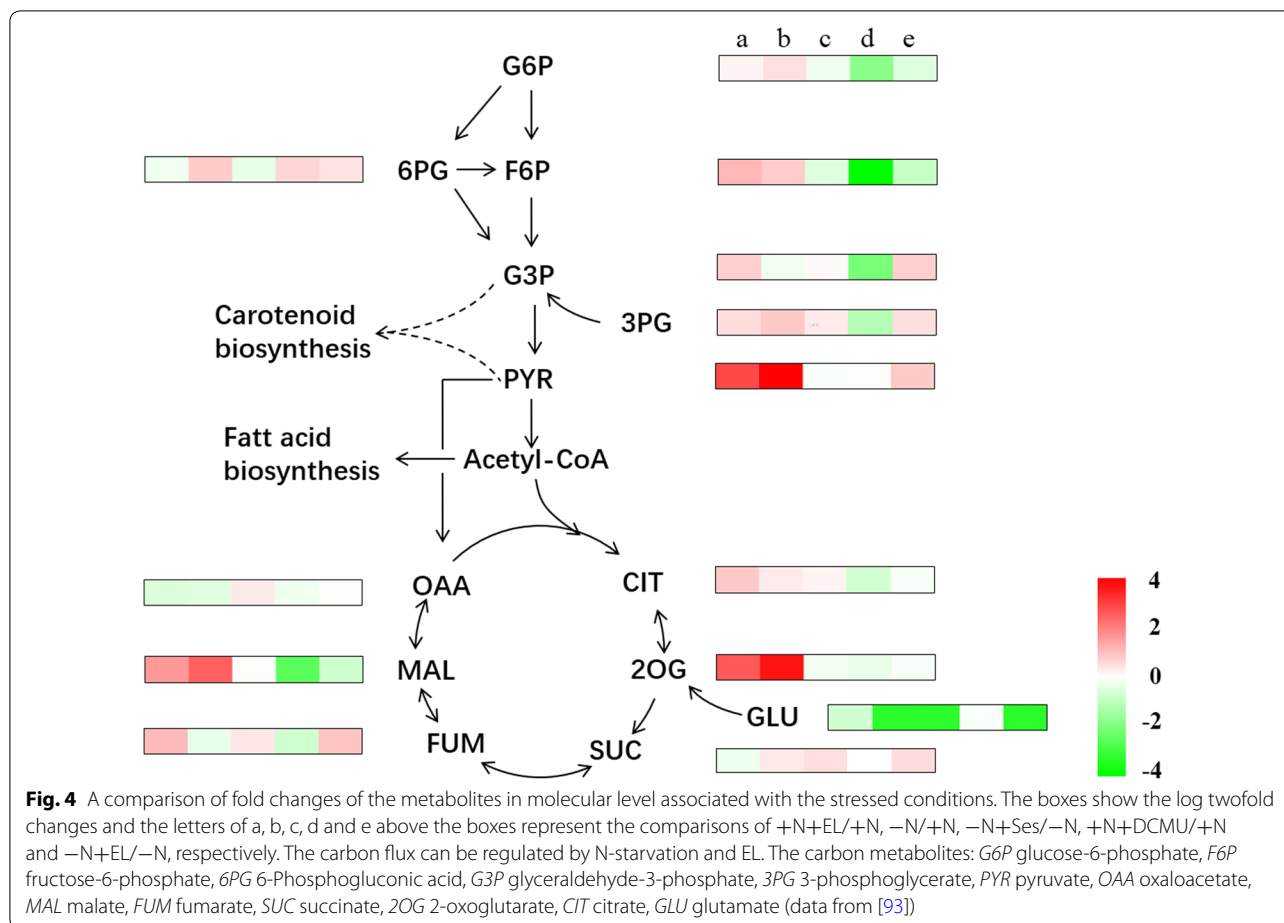 a b c d e
G6P
6PG
F6P
G3P
Carotenoid
biosynthesis
3PG
PYR
Fatt acid
biosynthesis
Acetyl-CoA
OAA
CIT
4
2
0
-2
-4
MAL
2OG
GLU
FUM
SUC
Fig. 4 A comparison of fold changes of the metabolites in molecular level associated with the stressed conditions. The boxes show the log twofold
changes and the letters of a, b, c, d and e above the boxes represent the comparisons of +N+EL/+N, −N/+N, −N+Ses/−N, +N+DCMU/+N
and −N+EL/−N, respectively. The carbon flux can be regulated by N-starvation and EL. The carbon metabolites: G6P glucose-6-phosphate, F6P
fructose-6-phosphate, 6PG 6-Phosphogluconic acid, G3P glyceraldehyde-3-phosphate, 3PG 3-phosphoglycerate, PYR pyruvate, OAA oxaloacetate,
MAL malate, FUM fumarate, SUC succinate, 2OG 2-oxoglutarate, CIT citrate, GLU glutamate (data from [93])